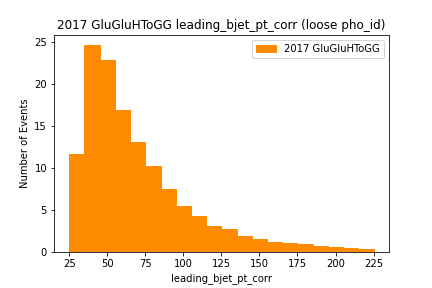 2017 GluGluHToGG leading_bjet_pt_corr (loose pho_id)
2017 GluGluHToGG
Number of Events
25
20
15
10
5
0
25 50 75 100 125 150 175 200 225
leading_bjet_pt_corr